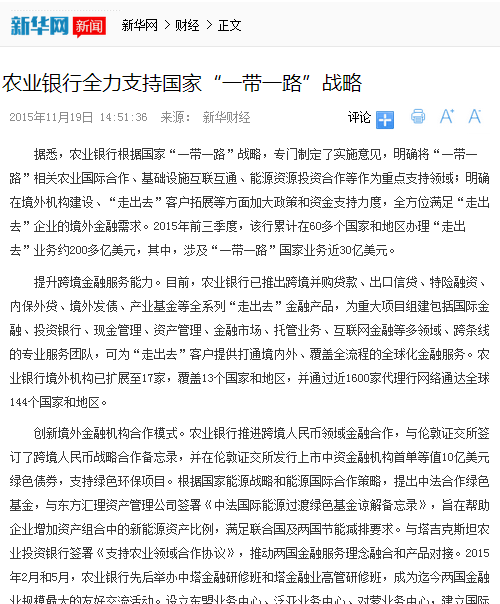 新华网 新闻 新华网 > 财经 > 正文
农业银行全力支持国家“一带一路”战略
2015年11月19日 14:51:36 来源： 新华财经 评论 A+ A-
据悉，农业银行根据国家“一带一路”战略，专门制定了实施意见，明确将“一带一
路”相关农业国际合作、基础设施互联互通、能源资源投资合作等作为重点支持领域；明确
在境外机构建设、“走出去”客户拓展等方面加大政策和资金支持力度，全方位满足“走出
去”企业的境外金融需求。2015年前三季度，该行累计在60多个国家和地区办理“走出
去”业务约200多亿美元，其中，涉及“一带一路”国家业务近30亿美元。
提升跨境金融服务能力。目前，农业银行已推出跨境并购贷款、出口信贷、特险融资、
内保外贷、境外发债、产业基金等全系列“走出去”金融产品，为重大项目组建包括国际金
融、投资银行、现金管理、资产管理、金融市场、托管业务、互联网金融等多领域、跨条线
的专业服务团队，可为“走出去”客户提供打通境内外、覆盖全流程的全球化金融服务。农
业银行境外机构已扩展至17家，覆盖13个国家和地区，并通过近1600家代理行网络通达全球
144个国家和地区。
创新境外金融机构合作模式。农业银行推进跨境人民币领域金融合作，与伦敦证交所签
订了跨境人民币战略合作备忘录，并在伦敦证交所发行上市中资金融机构首单等值10亿美元
绿色债券，支持绿色环保项目。根据国家能源战略和能源国际合作策略，提出中法合作绿色
基金，与东方汇理资产管理公司签署《中法国际能源过渡绿色基金谅解备忘录》，旨在帮助
企业增加资产组合中的新能源资产比例，满足联合国及两国节能减排要求。与塔吉克斯坦农
业投资银行签署《支持农业领域合作协议》，推动两国金融服务理念融合和产品对接。2015
年2月和5月，农业银行先后举办中塔金融研修班和塔金融业高管研修班，成为迄今两国金融
业规模最大的友好交流活动。设立东盟业务中心、泛亚业务中心、对蒙业务中心，建立国际